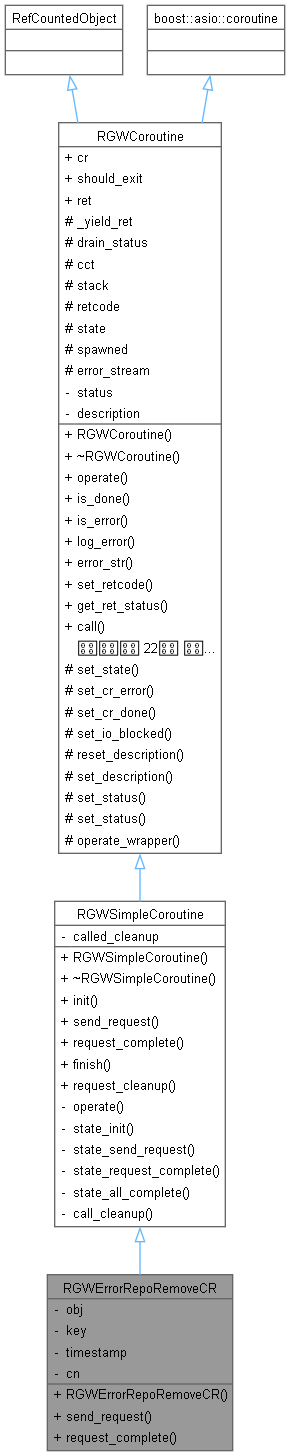 RefCountedObject
boost::asio::coroutine
RGWCoroutine
+ cr
+ should_exit
+ ret
# _yield_ret
# drain_status
# cct
# stack
# retcode
# state
# spawned
# error_stream
- status
- description
+ RGWCoroutine()
+ ~RGWCoroutine()
+ operate()
+ is_done()
+ is_error()
+ log_error()
+ error_str()
+ set_retcode()
+ get_ret_status()
+ call()
22 ...
# set_state()
# set_cr_error()
# set_cr_done()
# set_io_blocked()
# reset_description()
# set_description()
# set_status()
# set_status()
# operate_wrapper()
RGWSimpleCoroutine
- called_cleanup
+ RGWSimpleCoroutine()
+ ~RGWSimpleCoroutine()
+ init()
+ send_request()
+ request_complete()
+ finish()
+ request_cleanup()
- operate()
- state_init()
- state_send_request()
- state_request_complete()
- state_all_complete()
- call_cleanup()
RGWErrorRepoRemoveCR
- obj
- key
- timestamp
- cn
+ RGWErrorRepoRemoveCR()
+ send_request()
+ request_complete()